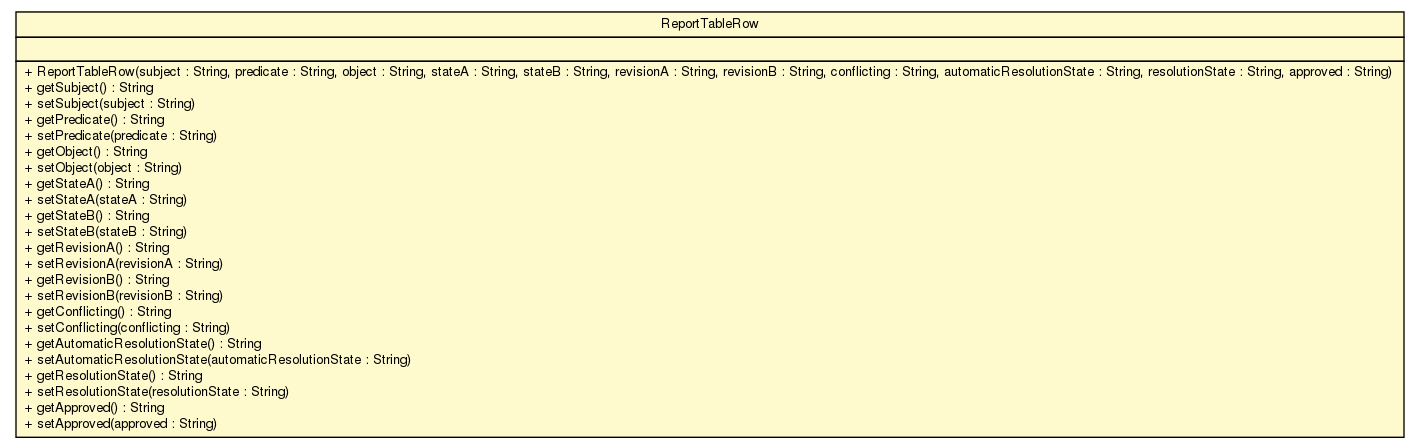 ReportTableRow
+ ReportTableRow(subject : String, predicate : String, object : String, stateA : String, stateB : String, revisionA : String, revisionB : String, conflicting : String, automaticResolutionState : String, resolutionState : String, approved : String)
+ getSubject() : String
+ setSubject(subject : String)
+ getPredicate() : String
+ setPredicate(predicate : String)
+ getObject() : String
+ setObject(object : String)
+ getStateA() : String
+ setStateA(stateA : String)
+ getStateB() : String
+ setStateB(stateB : String)
+ getRevisionA() : String
+ setRevisionA(revisionA : String)
+ getRevisionB() : String
+ setRevisionB(revisionB : String)
+ getConflicting() : String
+ setConflicting(conflicting : String)
+ getAutomaticResolutionState() : String
+ setAutomaticResolutionState(automaticResolutionState : String)
+ getResolutionState() : String
+ setResolutionState(resolutionState : String)
+ getApproved() : String
+ setApproved(approved : String)